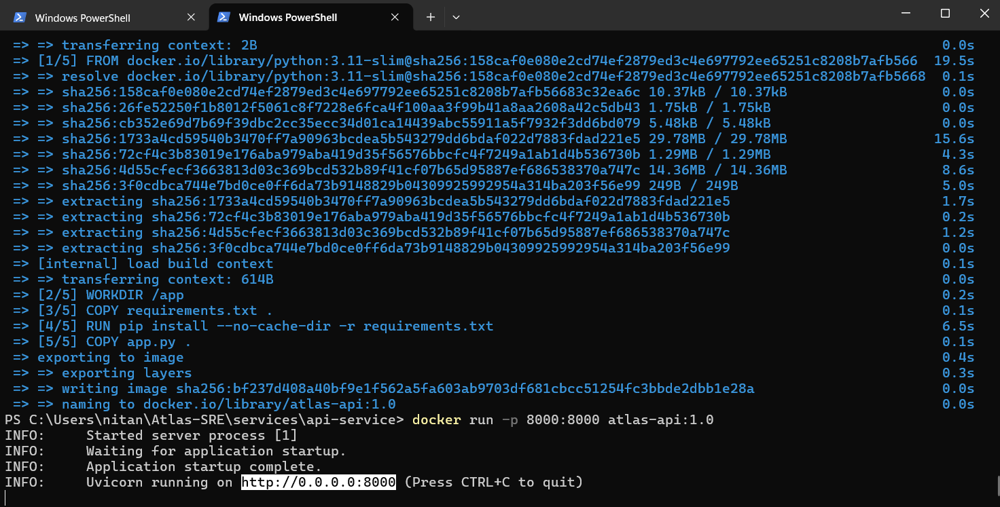 Windows PowerShell
Windows PowerShell
=> => transferring context: 2B 0.0s
=> [1/5] FROM docker.io/library/python:3.11-slim@sha256:158caf0e080e2cd74ef2879ed3c4e697792ee65251c8208b7afb566 19.5s
=> => resolve docker.io/library/python:3.11-slim@sha256:158caf0e080e2cd74ef2879ed3c4e697792ee65251c8208b7afb5668 0.1s
=> => sha256:158caf0e080e2cd74ef2879ed3c4e697792ee65251c8208b7afb56683c32ea6c 10.37kB / 10.37kB 0.0s
=> => sha256:26fe52250f1b8012f5061c8f7228e6fca4f100aa3f99b41a8aa2608a42c5db43 1.75kB / 1.75kB 0.0s
=> => sha256:cb352e69d7b69f39dbc2cc35ecc34d01ca14439abc55911a5f7932f3dd6bd079 5.48kB / 5.48kB 0.0s
=> => sha256:1733a4cd59540b3470ff7a90963bcdea5b543279dd6bdaf022d7883fdad221e5 29.78MB / 29.78MB 15.6s
=> => sha256:72cf4c3b83019e176aba979aba419d35f56576bbcfc4f7249a1ab1d4b536730b 1.29MB / 1.29MB 4.3s
=> => sha256:4d55cfecf3663813d03c369bcd532b89f41cf07b65d95887ef686538370a747c 14.36MB / 14.36MB 8.6s
=> => sha256:3f0cdbca744e7bd0ce0ff6da73b9148829b04309925992954a314ba203f56e99 249B / 249B 5.0s
=> => extracting sha256:1733a4cd59540b3470ff7a90963bcdea5b543279dd6bdaf022d7883fdad221e5 1.7s
=> => extracting sha256:72cf4c3b83019e176aba979aba419d35f56576bbcfc4f7249a1ab1d4b536730b 0.2s
=> => extracting sha256:4d55cfecf3663813d03c369bcd532b89f41cf07b65d95887ef686538370a747c 1.2s
=> => extracting sha256:3f0cdbca744e7bd0ce0ff6da73b9148829b04309925992954a314ba203f56e99 0.0s
=> [internal] load build context 0.1s
=> => transferring context: 614B 0.0s
=> [2/5] WORKDIR /app 0.2s
=> [3/5] COPY requirements.txt . 0.1s
=> [4/5] RUN pip install --no-cache-dir -r requirements.txt 6.5s
=> [5/5] COPY app.py . 0.1s
=> exporting to image 0.4s
=> => exporting layers 0.3s
=> => writing image sha256:bf237d408a40bf9e1f562a5fa603ab9703df681cbcc51254fc3bbde2dbb1e28a 0.0s
=> => naming to docker.io/library/atlas-api:1.0 0.0s
PS C:\Users\nitan\Atlas-SRE\services\api-service> docker run -p 8000:8000 atlas-api:1.0
INFO:     Started server process [1]
INFO:     Waiting for application startup.
INFO:     Application startup complete.
INFO:     Uvicorn running on http://0.0.0.0:8000 (Press CTRL+C to quit)